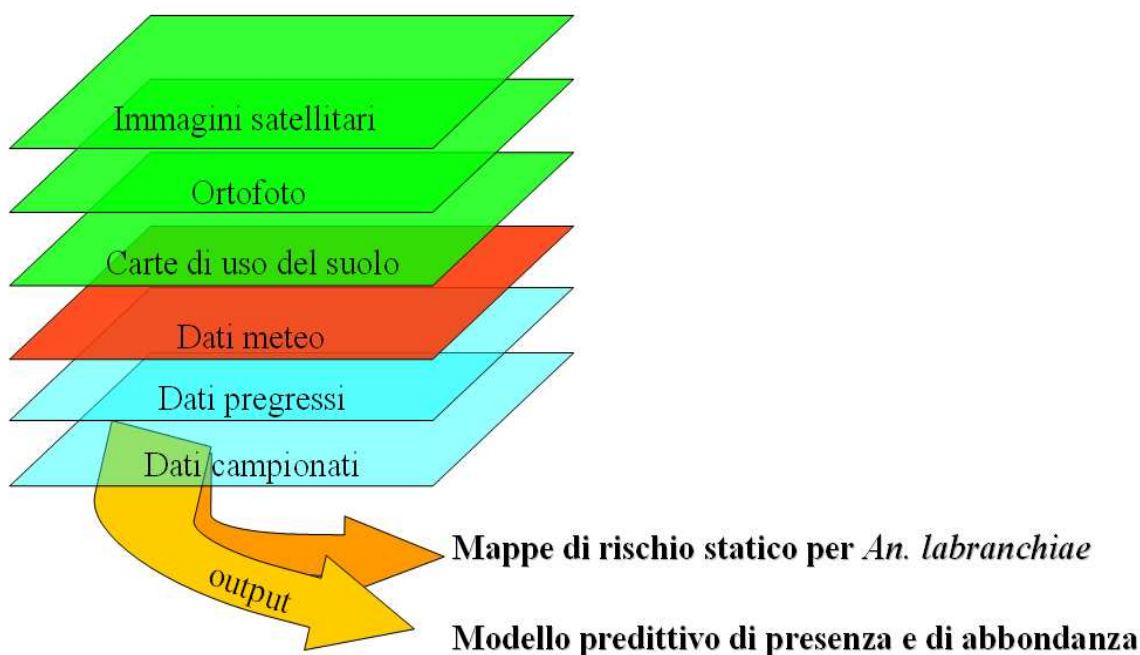 Immagini satellitari
Ortofoto
Carte di uso del suolo
Dati meteo
Dati pregressi
Dati campionati
output
Mappe di rischio statico per An. labranchiae
Modello predittivo di presenza e di abbondanza